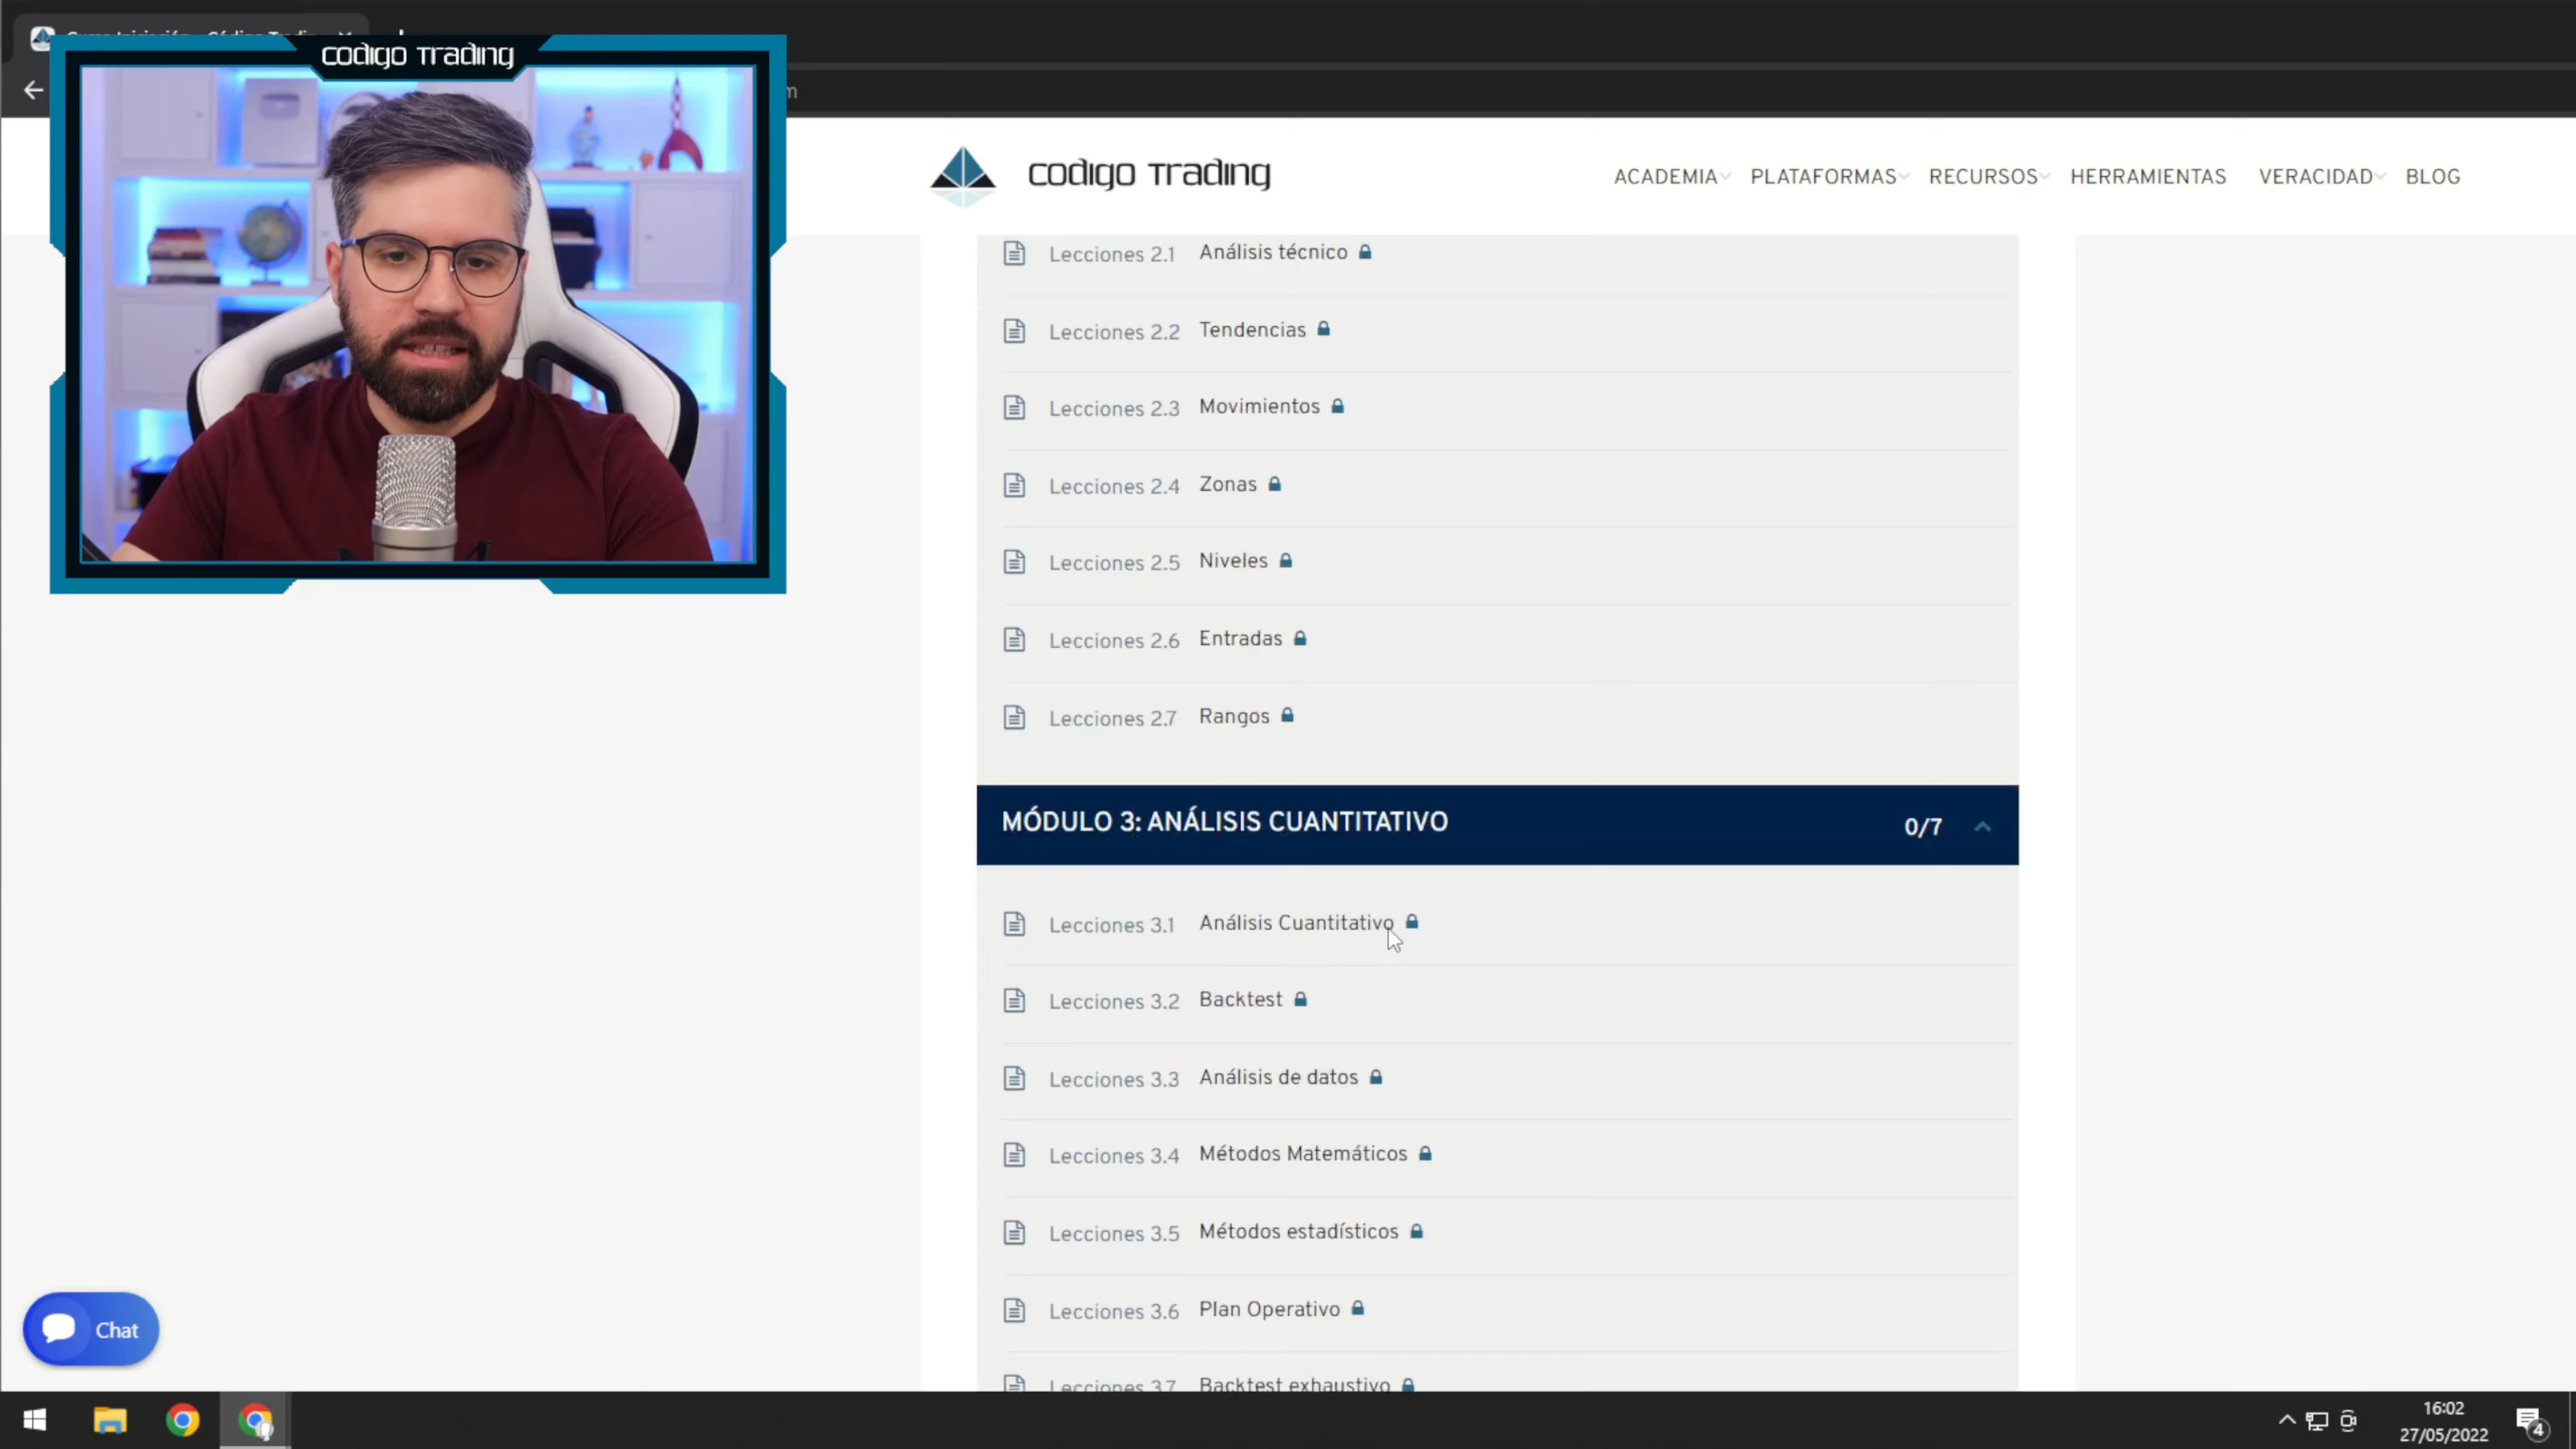 codigo Trading
m
codigo Trading
ACADEMIA PLATAFORMAS RECURSOS HERRAMIENTAS VERACIDAD BLOG
Lecciones 2.1 Análisis técnico
Lecciones 2.2 Tendencias
Lecciones 2.3 Movimientos
Lecciones 2.4 Zonas
Lecciones 2.5 Niveles
Lecciones 2.6 Entradas
Lecciones 2.7 Rangos
MÓDULO 3: ANÁLISIS CUANTITATIVO 0/7
Lecciones 3.1 Análisis Cuantitativo
Lecciones 3.2 Backtest
Lecciones 3.3 Análisis de datos
Lecciones 3.4 Métodos Matemáticos
Lecciones 3.5 Métodos estadísticos
Lecciones 3.6 Plan Operativo
Lecciones 3.7 Backtest exhaustivo
Chat
16:02
27/05/2022
4